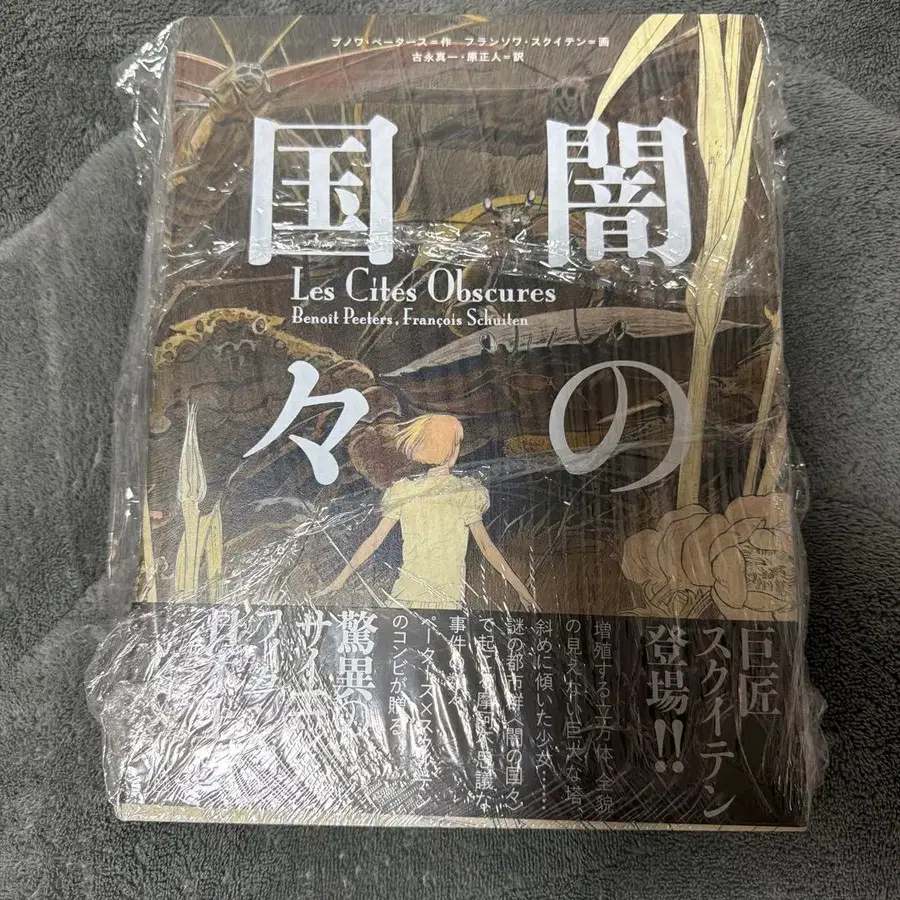 ブノワ・ペータース=作 フランソワ・スクイテン=画
古永真一・原正人=訳
闇の
国々
Les Cités Obscures
Benoît Peeters, François Schuiten
巨匠
スクイテン
登場!!
増殖する立方体、全貌
の見えない巨大な塔、
斜めに傾いた少女……
謎の都市群〈闇の国々〉
で起こる摩訶不思議な
事件の
ペータース×スクイテン
のコンビが贈る
驚異の